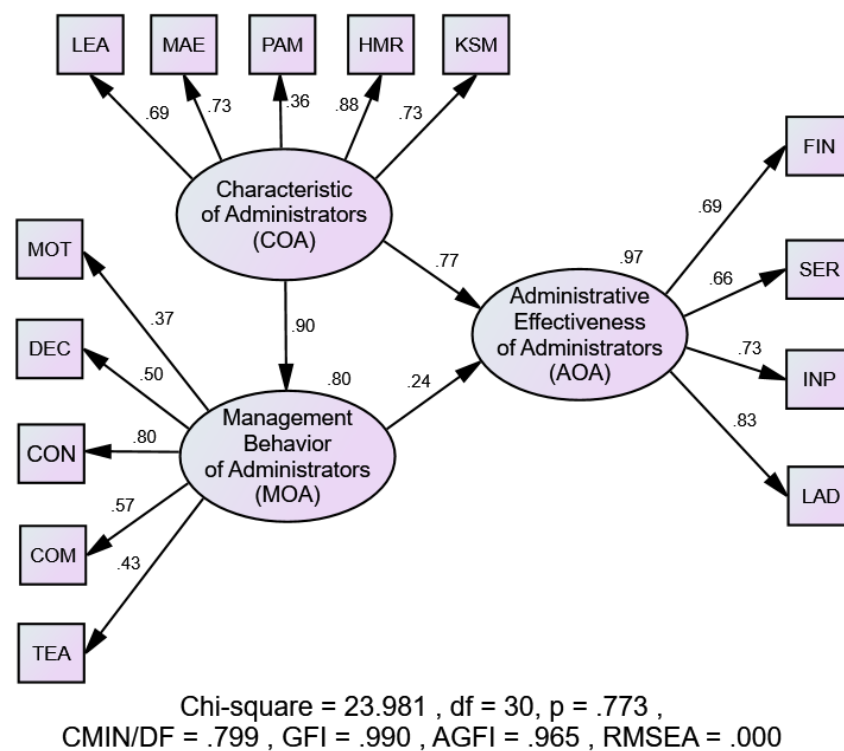 LEA
MAE
PAM
HMR
KSM
.69
.73
.36
.88
.73
Characteristic
of Administrators
(COA)
FIN
SER
INP
LAD
.69
.66
.73
.83
.77
.97
Administrative
Effectiveness
of Administrators
(AOA)
MOT
DEC
CON
COM
TEA
.37
.50
.80
.57
.43
.90
.80
.24
Management
Behavior
of Administrators
(MOA)
Chi-square = 23.981 , df = 30, p = .773 ,
CMIN/DF = .799 , GFI = .990 , AGFI = .965 , RMSEA = .000